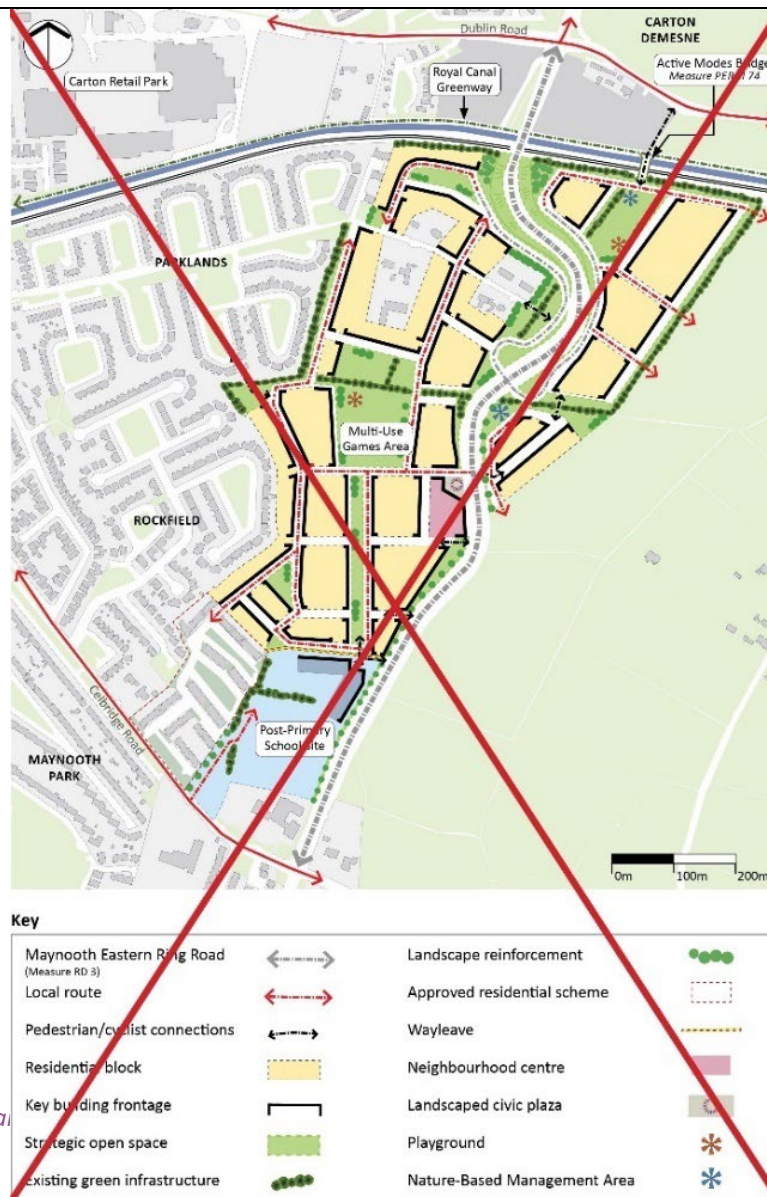 CARTON
DEMESNE
Dublin Road
Active Modes Bridge
Measure PERM 74
Royal Canal
Greenway
Carton Retail Park
PARKLANDS
Multi-Use
Games Area
ROCKFIELD
Celbridge Road
Post-Primary
School site
MAYNOOTH
PARK
0m 100m 200m
Key
Maynooth Eastern Ring Road
(Measure RD 3)
Local route
Pedestrian/cyclist connections
Residential block
Key building frontage
Strategic open space
Existing green infrastructure
Landscape reinforcement
Approved residential scheme
Wayleave
Neighbourhood centre
Landscaped civic plaza
Playground
Nature-Based Management Area